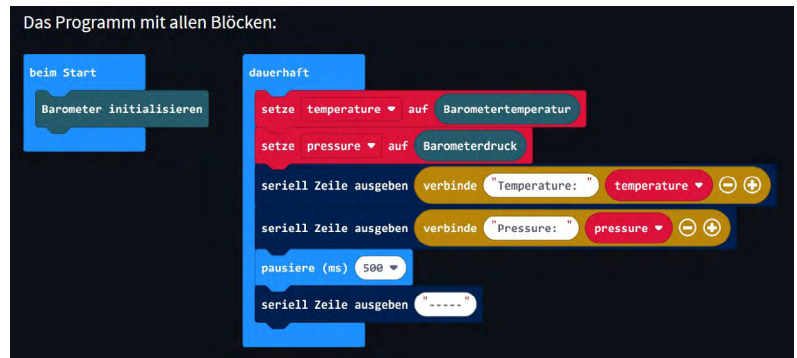 Das Programm mit allen Blöcken:
beim Start
Barometer initialisieren
dauerhaft
setze temperature auf Barometertemperatur
setze pressure auf Barometerdruck
seriell Zeile ausgeben verbinde "Temperature: " temperature
seriell Zeile ausgeben verbinde "Pressure: " pressure
pausiere (ms) 500
seriell Zeile ausgeben "-----"